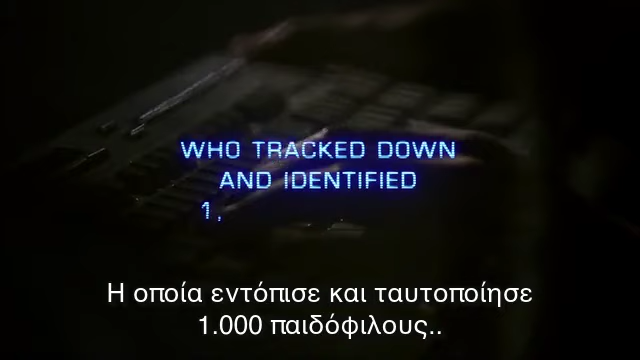 WHO TRACKED DOWN
AND IDENTIFIED
1,
Η οποία εντόπισε και ταυτοποίησε
1.000 παιδόφιλους..